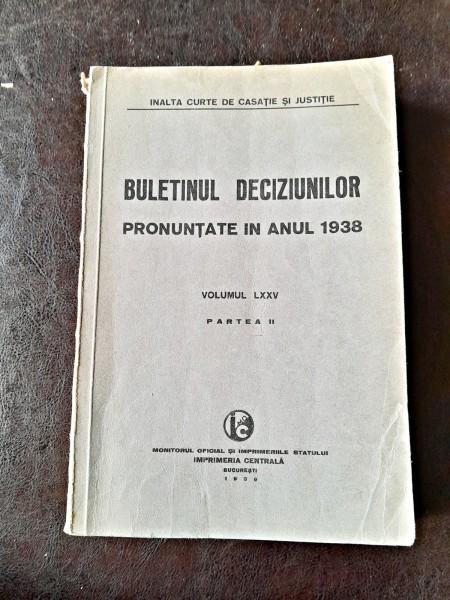 INALTA CURTE DE CASAȚIE ȘI JUSTIȚIE
BULETINUL DECIZIUNILOR
PRONUNȚATE IN ANUL 1938
VOLUMUL LXXV
PARTEA II
MONITORUL OFICIAL ȘI IMPRIMERIILE STATULUI
IMPRIMERIA CENTRALĂ
BUCUREȘTI
1939